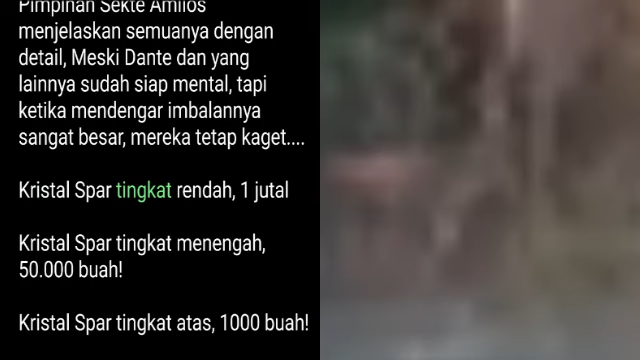 Pimpinan Sekte Amilos
menjelaskan semuanya dengan
detail, Meski Dante dan yang
lainnya sudah siap mental, tapi
ketika mendengar imbalannya
sangat besar, mereka tetap kaget....
Kristal Spar tingkat rendah, 1 jutal
Kristal Spar tingkat menengah,
50.000 buah!
Kristal Spar tingkat atas, 1000 buah!